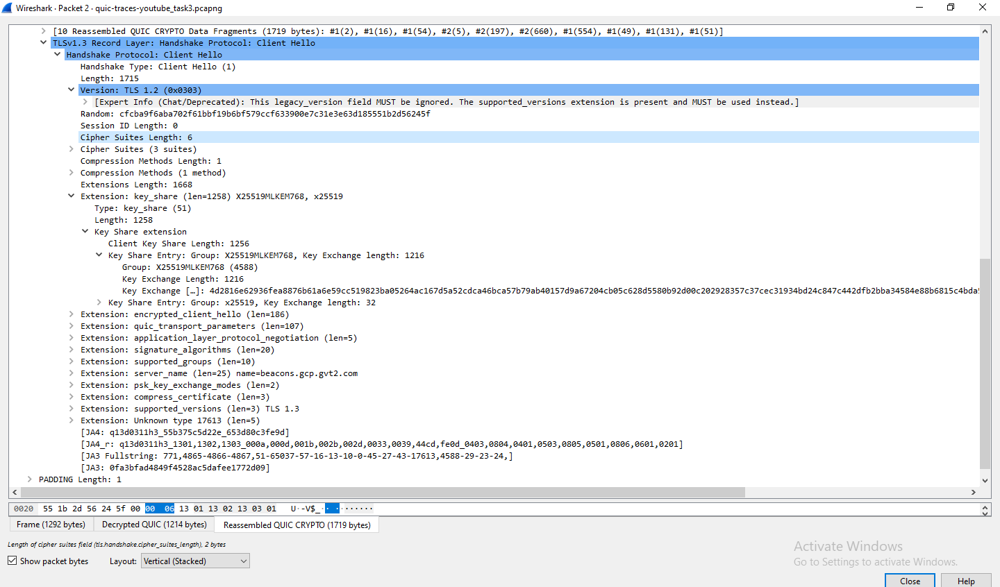 Wireshark · Packet 2 · quic-traces-youtube_task3.pcapng
[10 Reassembled QUIC CRYPTO Data Fragments (1719 bytes): #1(2), #1(16), #1(54), #2(5), #2(197), #2(660), #1(554), #1(49), #1(131), #1(51)]
TLSv1.3 Record Layer: Handshake Protocol: Client Hello
Handshake Protocol: Client Hello
Handshake Type: Client Hello (1)
Length: 1715
Version: TLS 1.2 (0x0303)
[Expert Info (Chat/Deprecated): This legacy_version field MUST be ignored. The supported_versions extension is present and MUST be used instead.]
Random: cfcba9f6aba702f61bbf19b6bf579ccf633900e7c31e3e63d185551b2d56245f
Session ID Length: 0
Cipher Suites Length: 6
Cipher Suites (3 suites)
Compression Methods Length: 1
Compression Methods (1 method)
Extensions Length: 1668
Extension: key_share (len=1258) X25519MLKEM768, x25519
Type: key_share (51)
Length: 1258
Key Share extension
Client Key Share Length: 1256
Key Share Entry: Group: X25519MLKEM768, Key Exchange length: 1216
Group: X25519MLKEM768 (4588)
Key Exchange Length: 1216
Key Exchange […]: 4d2816e62936fea8876b61a6e59cc519823ba05264ac167d5a52cdca46bca57b79ab40157d9a67204cb05c628d5580b92d00c202928357c37cec31934bd24c847c442dfb2bba34584e88b6815c4bda5
Key Share Entry: Group: x25519, Key Exchange length: 32
Extension: encrypted_client_hello (len=186)
Extension: quic_transport_parameters (len=107)
Extension: application_layer_protocol_negotiation (len=5)
Extension: signature_algorithms (len=20)
Extension: supported_groups (len=10)
Extension: server_name (len=25) name=beacons.gcp.gvt2.com
Extension: psk_key_exchange_modes (len=2)
Extension: compress_certificate (len=3)
Extension: supported_versions (len=3) TLS 1.3
Extension: Unknown type 17613 (len=5)
[JA4: q13d0311h3_55b375c5d22e_653d80c3fe9d]
[JA4_r: q13d0311h3_1301,1302,1303_000a,000d,001b,002b,002d,0033,0039,44cd,fe0d_0403,0804,0401,0503,0805,0501,0806,0601,0201]
[JA3 Fullstring: 771,4865-4866-4867,51-65037-57-16-13-10-0-45-27-43-17613,4588-29-23-24,]
[JA3: 0fa3bfad4849f4528ac5dafee1772d09]
PADDING Length: 1
0020 55 1b 2d 56 24 5f 00 00 06 13 01 13 02 13 03 01 U·-V$_·· ·······
Frame (1292 bytes) Decrypted QUIC (1214 bytes) Reassembled QUIC CRYPTO (1719 bytes)
Length of cipher suites field (tls.handshake.cipher_suites_length), 2 bytes
Show packet bytes Layout: Vertical (Stacked)
Activate Windows
Go to Settings to activate Windows.
Close Help